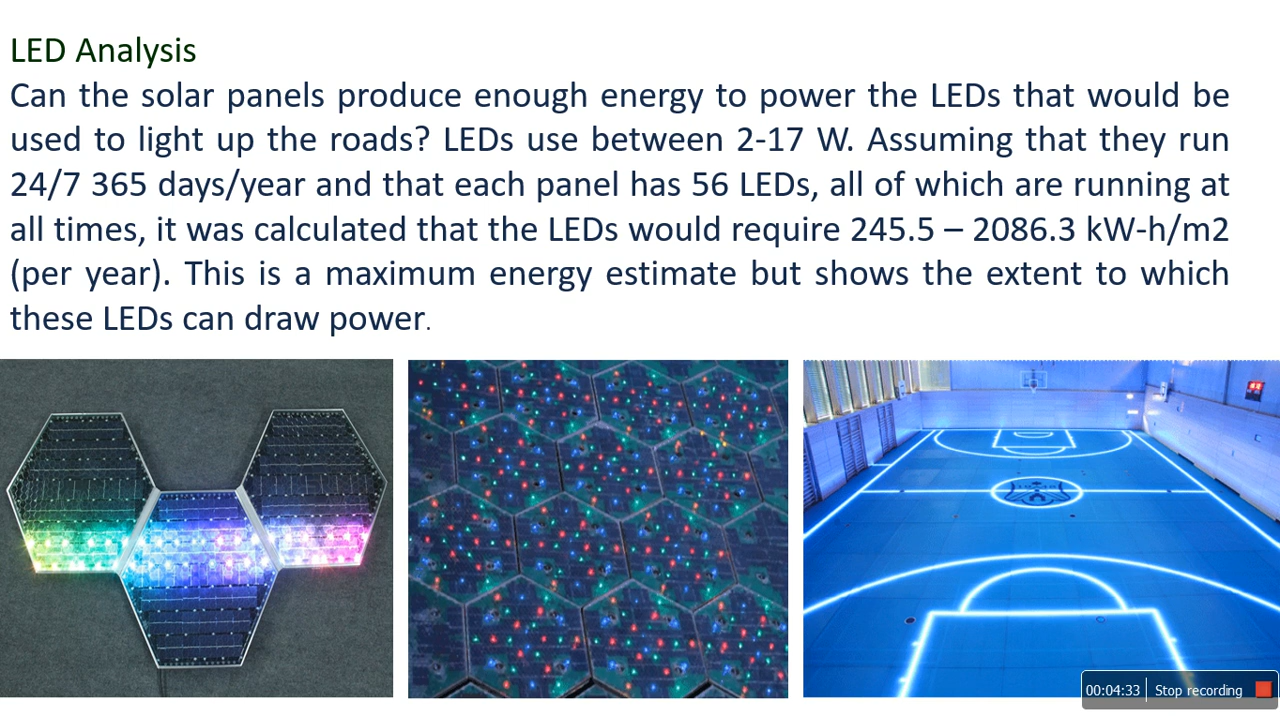 LED Analysis
Can the solar panels produce enough energy to power the LEDs that would be
used to light up the roads? LEDs use between 2-17 W. Assuming that they run
24/7 365 days/year and that each panel has 56 LEDs, all of which are running at
all times, it was calculated that the LEDs would require 245.5 – 2086.3 kW-h/m2
(per year). This is a maximum energy estimate but shows the extent to which
these LEDs can draw power.
00:04:33 Stop recording